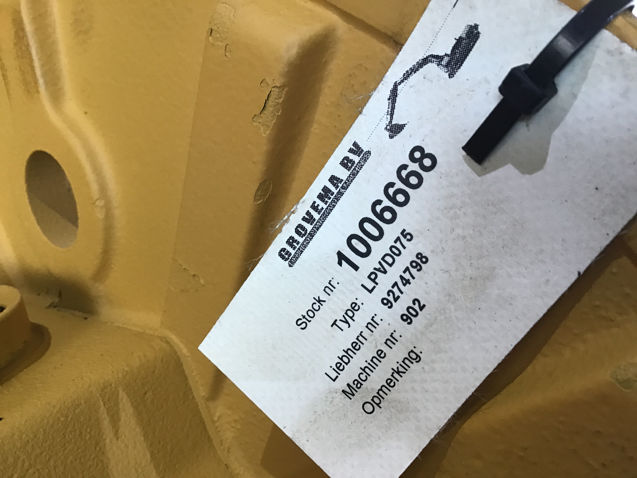 GROVEMA BV
Stock nr: 1006668
Type: LPVD075
Liebherr nr: 9274798
Machine nr: 902
Opmerking: